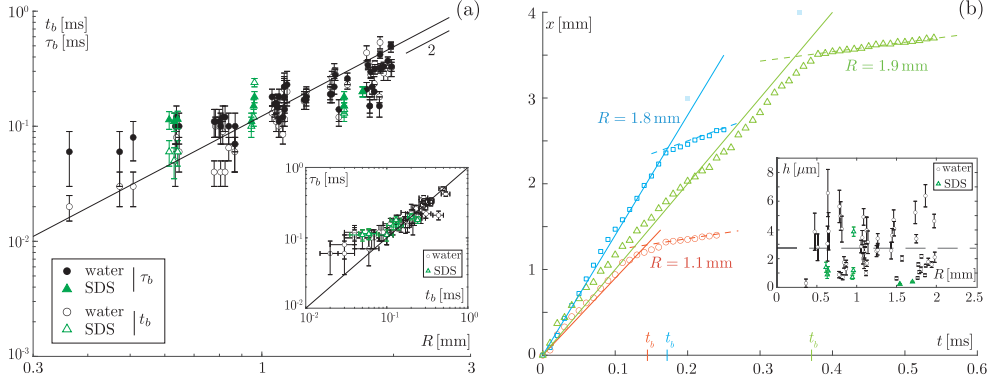 (a)
t_b [ms]
τ_b [ms]
10^0
10^-1
10^-2
10^-3
2
water
SDS
τ_b
water
SDS
t_b
0.3
1
3
R [mm]
τ_b [ms]
10^0
10^-1
10^-2
10^-2
10^-1
10^0
t_b [ms]
water
SDS
(b)
x [mm]
4
3
2
1
0
R = 1.9 mm
R = 1.8 mm
R = 1.1 mm
t_b
t_b
t_b
0.0
0.1
0.2
0.3
0.4
0.5
0.6
t [ms]
h [μm]
8
6
4
2
0
0
0.5
1
1.5
2
2.5
R [mm]
water
SDS